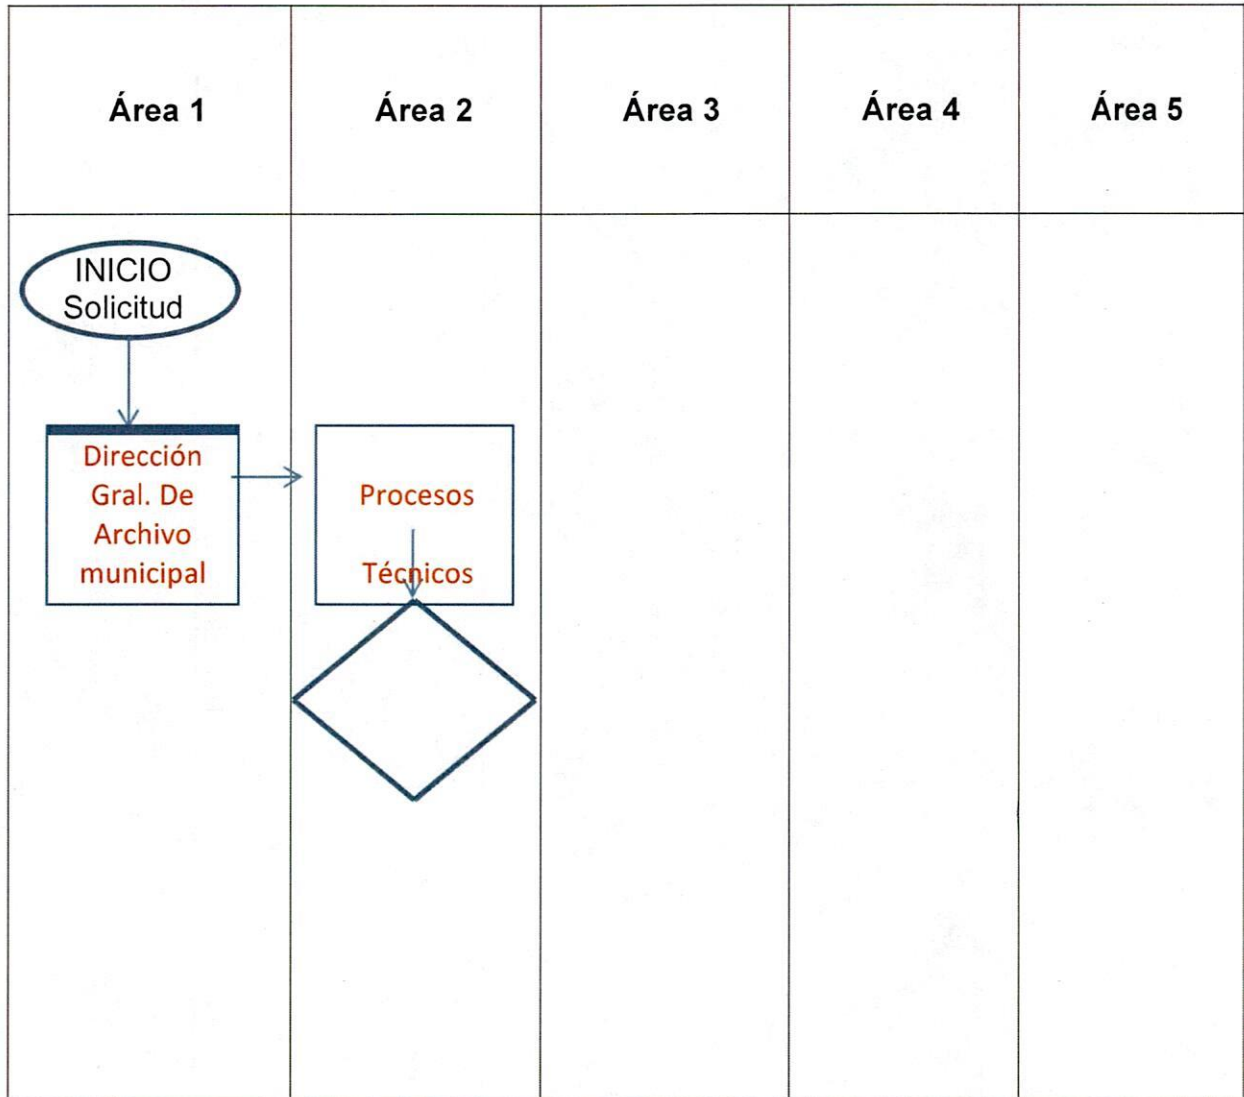 Área 1
Área 2
Área 3
Área 4
Área 5
INICIO
Solicitud
Dirección
Gral. De
Archivo
municipal
Procesos
Técnicos